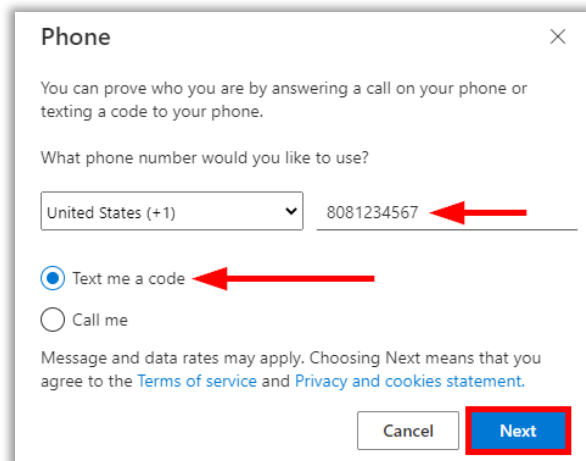 Phone
You can prove who you are by answering a call on your phone or
texting a code to your phone.
What phone number would you like to use?
United States (+1) 8081234567
Text me a code
Call me
Message and data rates may apply. Choosing Next means that you
agree to the Terms of service and Privacy and cookies statement.
Cancel Next